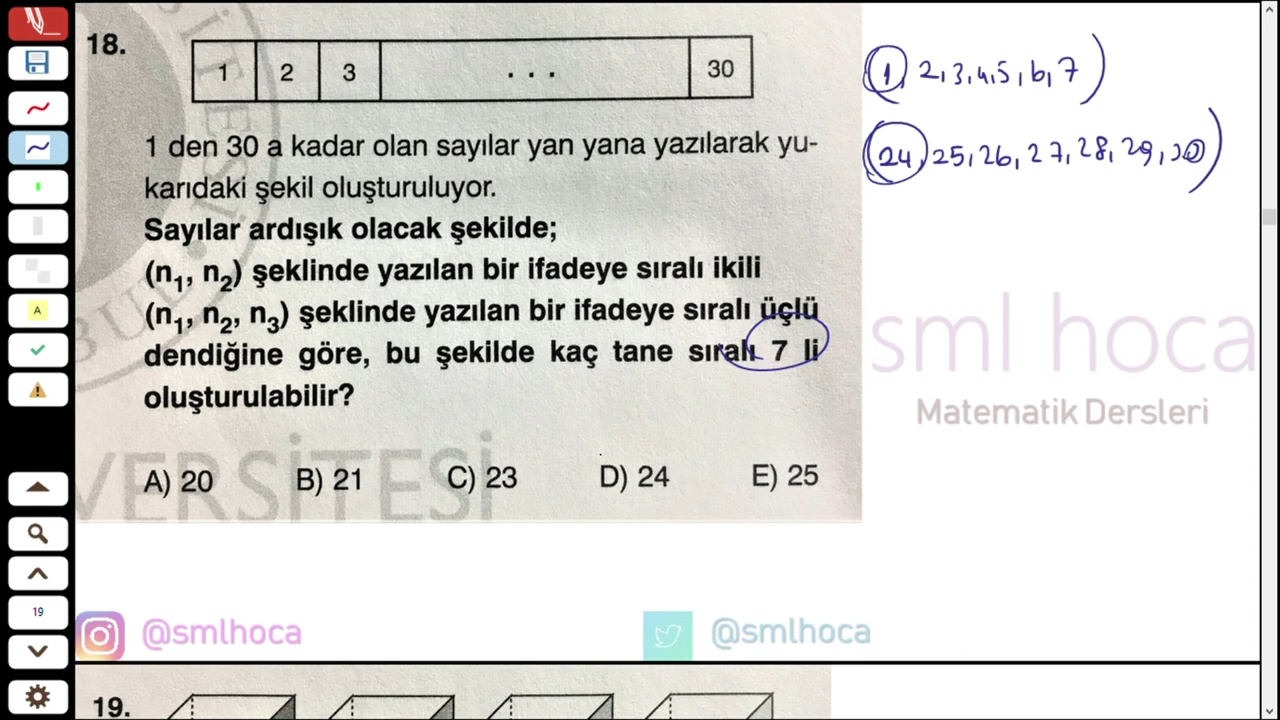 18.
1 2 3 ... 30
1 den 30 a kadar olan sayılar yan yana yazılarak yu-
karıdaki şekil oluşturuluyor.
Sayılar ardışık olacak şekilde;
(n₁, n₂) şeklinde yazılan bir ifadeye sıralı ikili
(n₁, n₂, n₃) şeklinde yazılan bir ifadeye sıralı üçlü
dendiğine göre, bu şekilde kaç tane sıralı 7 li
oluşturulabilir?
A) 20 B) 21 C) 23 D) 24 E) 25
(1, 2, 3, 4, 5, 6, 7)
(24, 25, 26, 27, 28, 29, 30)
sml hoca
Matematik Dersleri
VERSİTESİ
@smlhoca
@smlhoca
19.
A
19